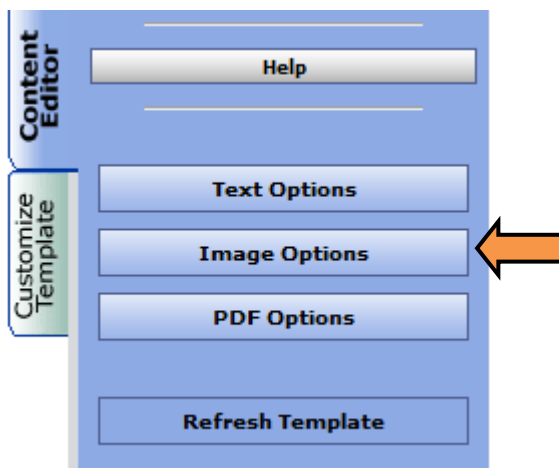 Content
Editor
Customize
Template
Help
Text Options
Image Options
PDF Options
Refresh Template